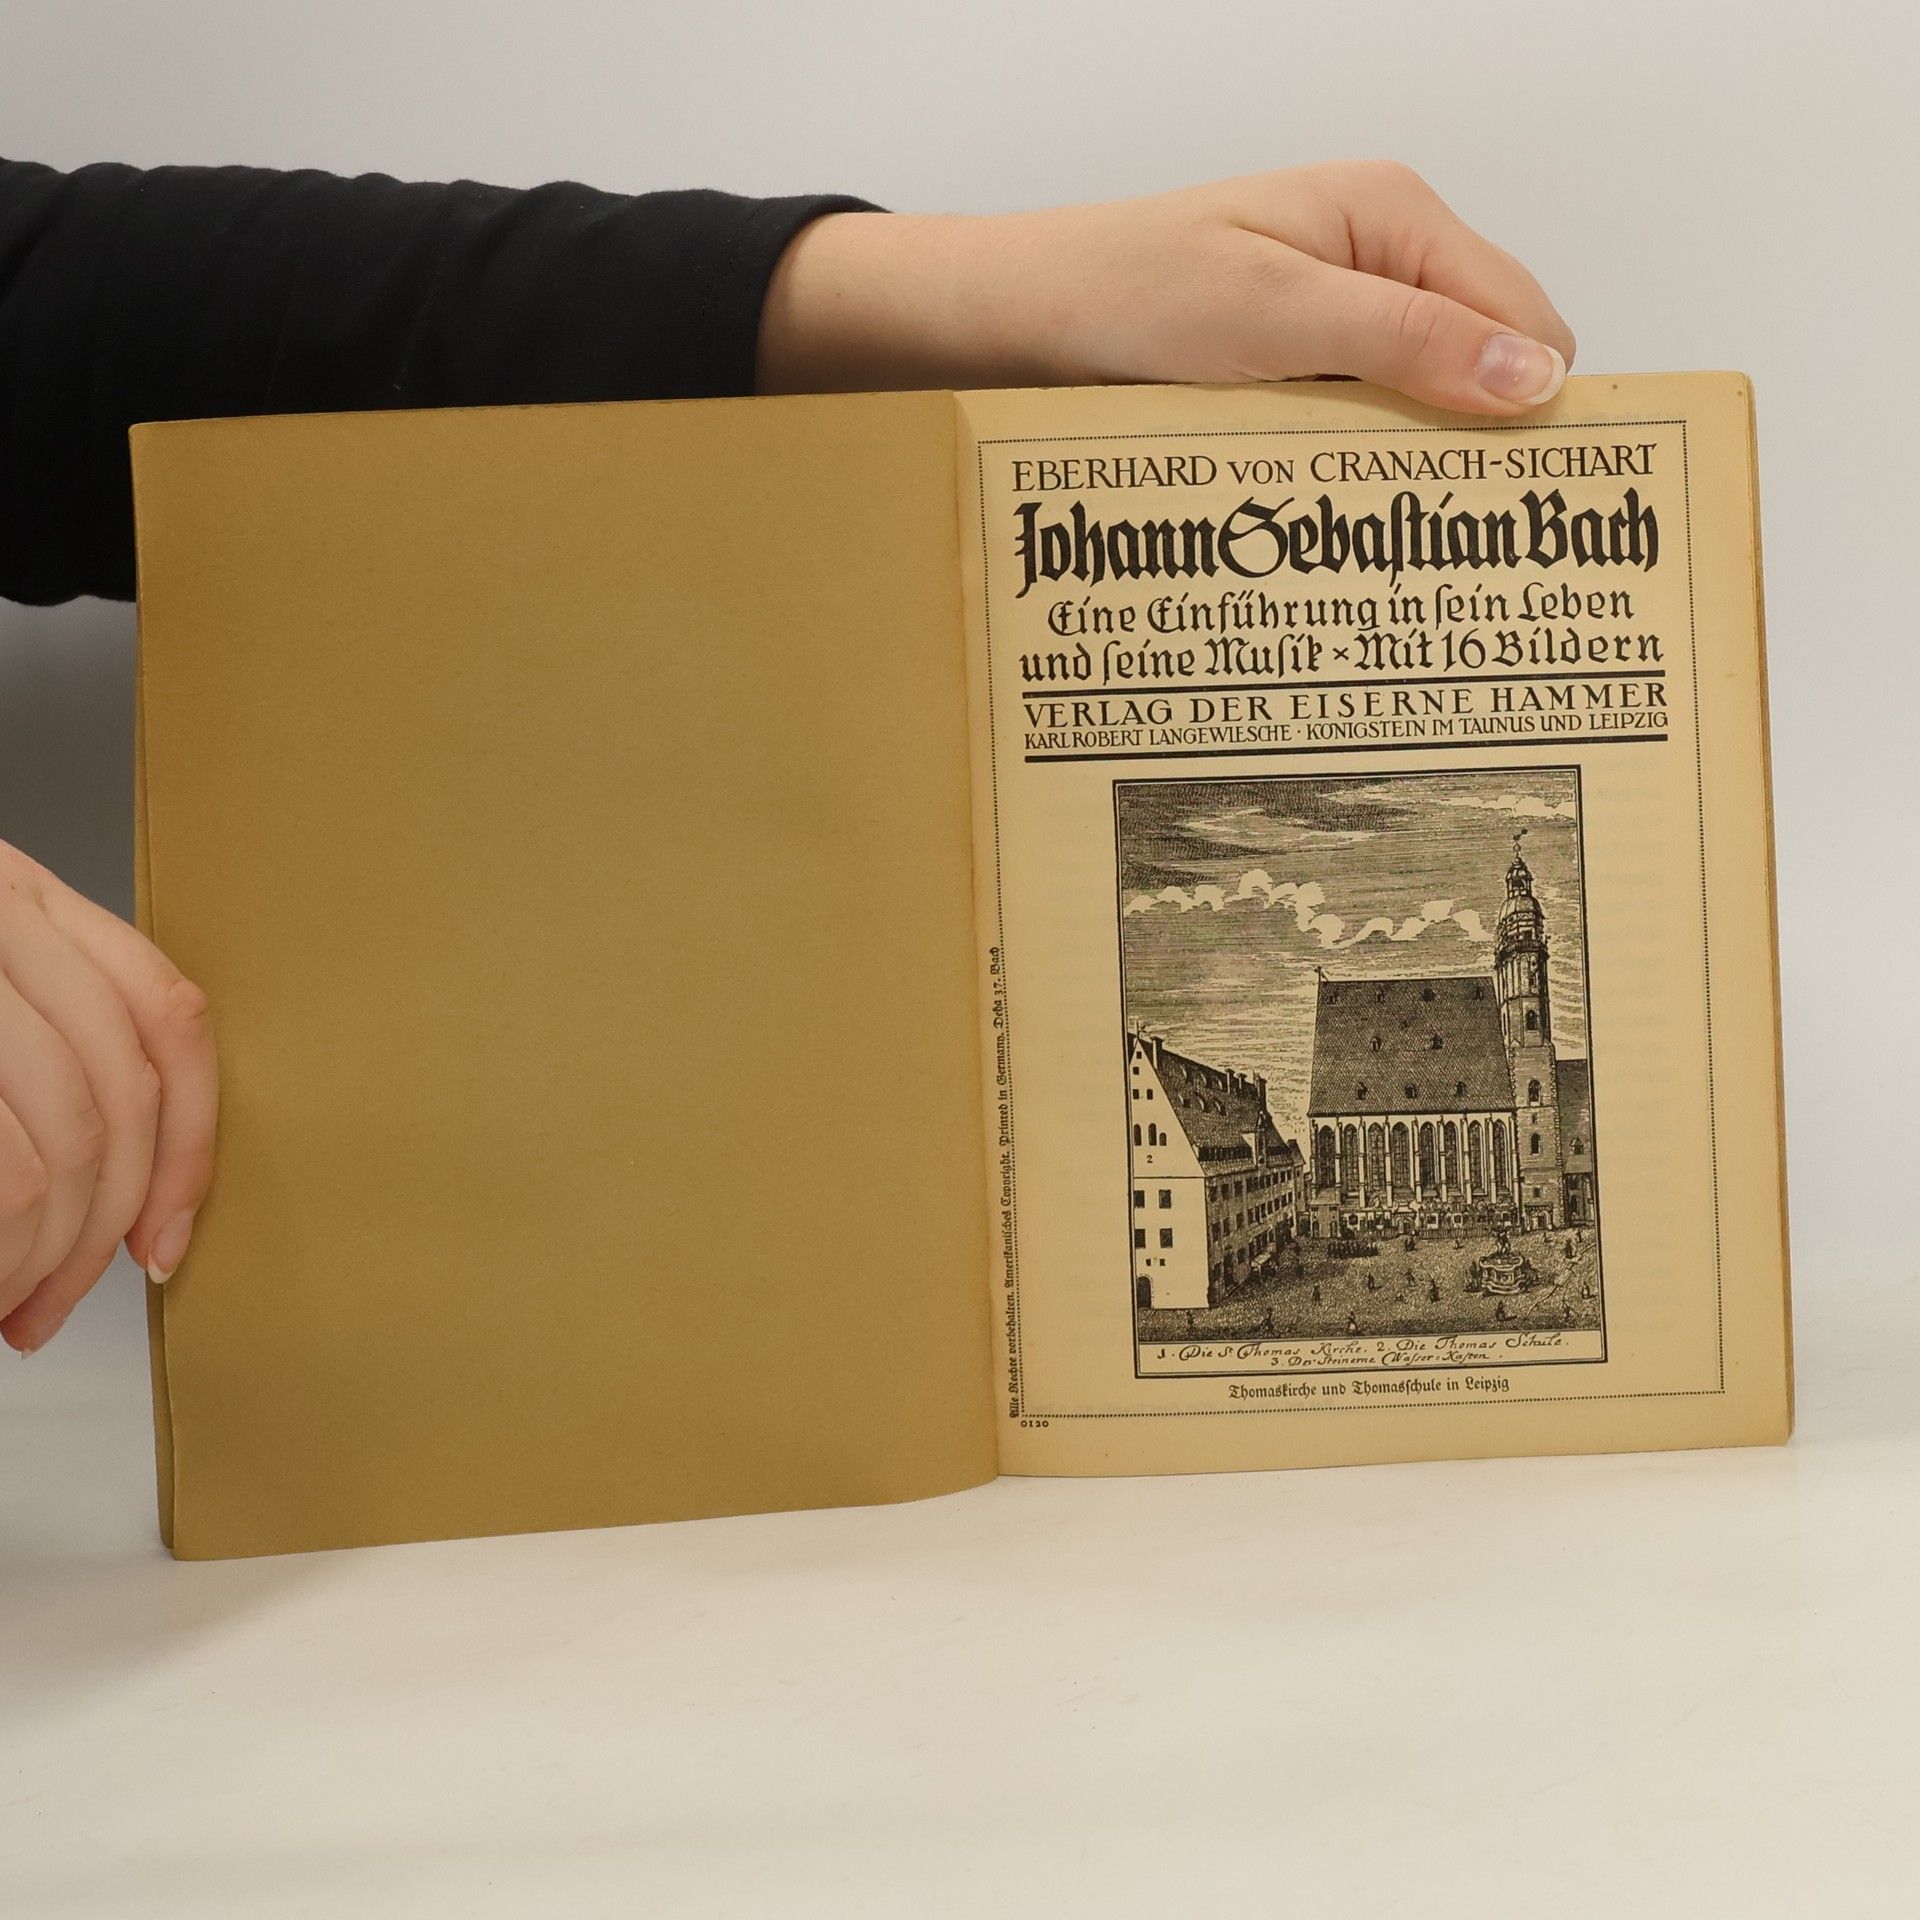 EBERHARD VON CRANACH-SICHART
Johann Sebaſtian Bach
Eine Einführung in ſein Leben
und ſeine Muſik × Mit 16 Bildern
VERLAG DER EISERNE HAMMER
KARL ROBERT LANGEWIESCHE · KÖNIGSTEIN IM TAUNUS UND LEIPZIG
2
1. Die St Thomas Kirche. 2. Die Thomas Schule.
3. Der Steinerne Waſſer-Kaſten.
Thomaskirche und Thomasſchule in Leipzig
Alle Rechte vorbehalten. Amerikaniſches Copyright. Printed in Germany. Deha 37. Bach
0120